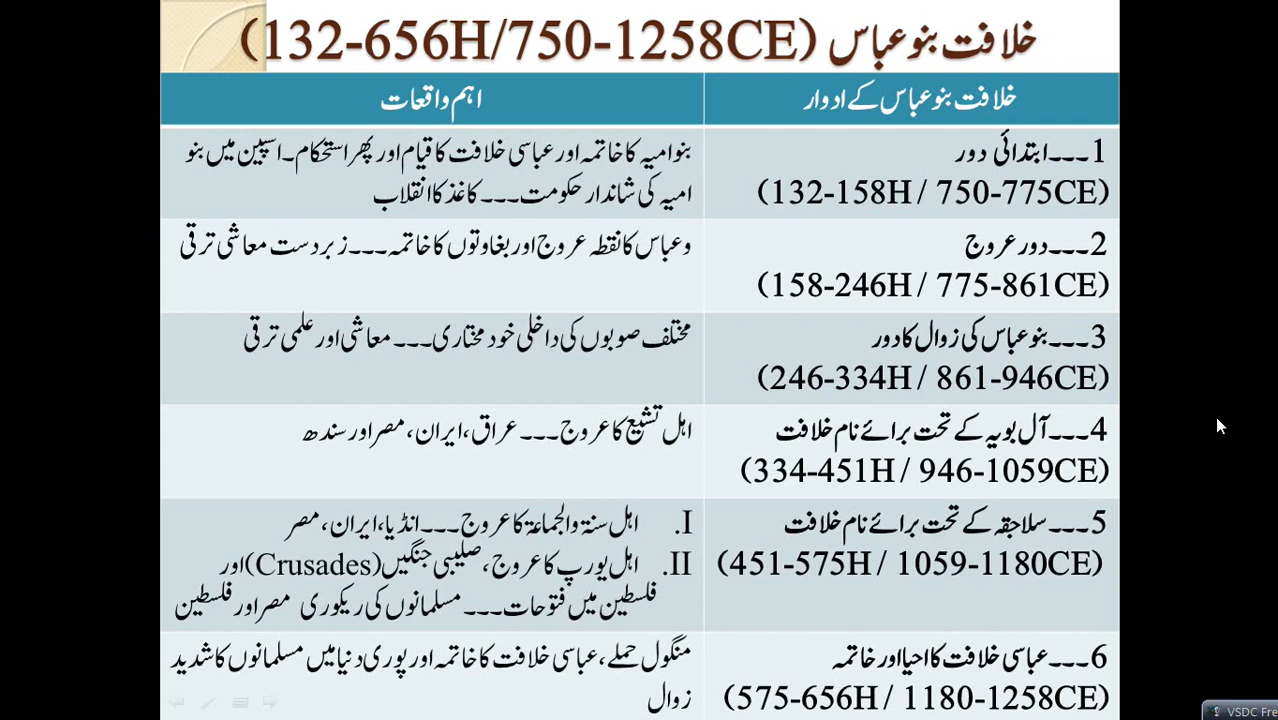 خلافت بنو عباس (132-656H/750-1258CE)
خلافت بنو عباس کے ادوار
اہم واقعات
1۔۔۔ابتدائی دور
(132-158H / 750-775CE)
بنو امیہ کا خاتمہ اور عباسی خلافت کا قیام اور پھر استحکام۔ اسپین میں بنو
امیہ کی شاندار حکومت۔۔۔ کاغذ کا انقلاب
2۔۔۔دور عروج
(158-246H / 775-861CE)
و عباس کا نقطہ عروج اور بغاوتوں کا خاتمہ۔۔۔زبردست معاشی ترقی
3۔۔۔بنو عباس کی زوال کا دور
(246-334H / 861-946CE)
مختلف صوبوں کی داخلی خود مختاری۔۔۔ معاشی اور علمی ترقی
4۔۔۔آل بویہ کے تحت برائے نام خلافت
(334-451H / 946-1059CE)
اہل تشیع کا عروج۔۔۔ عراق، ایران، مصر اور سندھ
5۔۔۔سلاجقہ کے تحت برائے نام خلافت
(451-575H / 1059-1180CE)
I. اہل سنۃ والجماعۃ کا عروج۔۔۔انڈیا، ایران، مصر
II. اہل یورپ کا عروج، صلیبی جنگیں (Crusades) اور
فلسطین میں فتوحات۔۔۔ مسلمانوں کی ریکوری مصر اور فلسطین
6۔۔۔عباسی خلافت کا احیا اور خاتمہ
(575-656H / 1180-1258CE)
منگول حملے، عباسی خلافت کا خاتمہ اور پوری دنیا میں مسلمانوں کا شدید
زوال
VSDC Fre